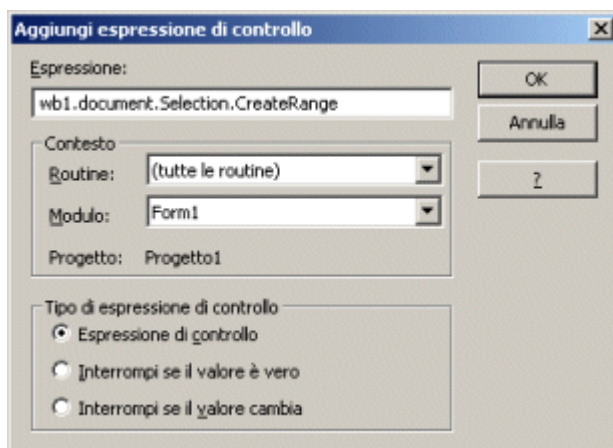 Aggiungi espressione di controllo
Espressione:
wb1.document.Selection.CreateRange
OK
Annulla
?
Contesto
Routine: (tutte le routine)
Modulo: Form1
Progetto: Progetto1
Tipo di espressione di controllo
Espressione di controllo
Interrompi se il valore è vero
Interrompi se il valore cambia